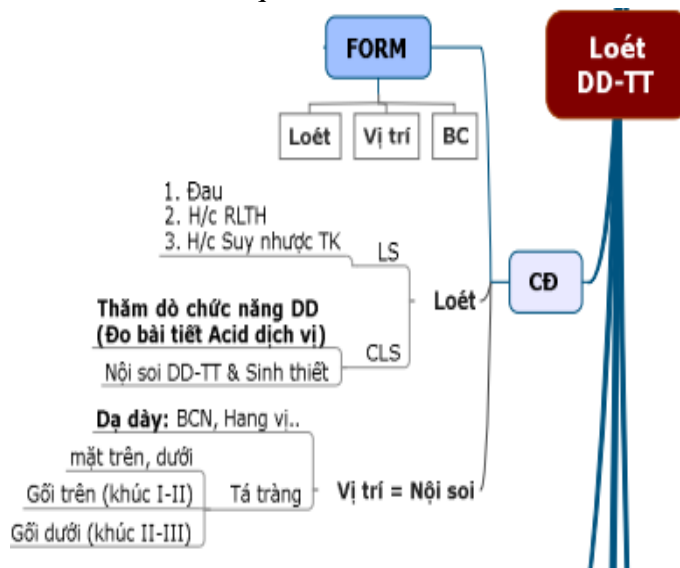 FORM
Loét
DD-TT
Loét
Vị trí
BC
1. Đau
2. H/c RLTH
3. H/c Suy nhược TK
LS
CĐ
Loét
Thăm dò chức năng DD
(Đo bài tiết Acid dịch vị)
CLS
Nội soi DD-TT & Sinh thiết
Dạ dày: BCN, Hang vị..
mặt trên, dưới
Gối trên (khúc I-II)
Tá tràng
Vị trí = Nội soi
Gối dưới (khúc II-III)